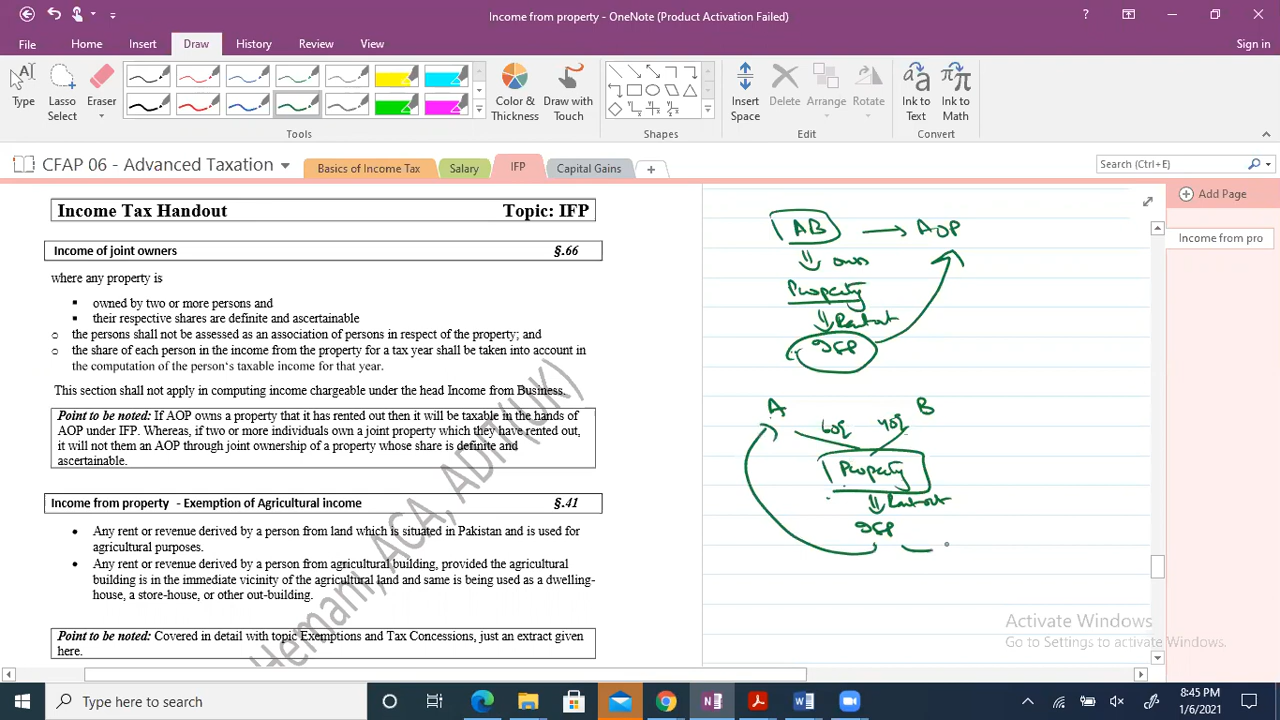 Income from property - OneNote (Product Activation Failed)
?
File Home Insert Draw History Review View
Sign in
Type
Lasso Select
Eraser
Color & Thickness
Draw with Touch
Insert Space
Delete
Arrange
Rotate
Ink to Text
Ink to Math
Tools
Shapes
Edit
Convert
CFAP 06 - Advanced Taxation
Basics of Income Tax
Salary
IFP
Capital Gains
Search (Ctrl+E)
Add Page
Income from pro
Income Tax Handout Topic: IFP
Income of joint owners §.66
where any property is
▪ owned by two or more persons and
▪ their respective shares are definite and ascertainable
o the persons shall not be assessed as an association of persons in respect of the property; and
o the share of each person in the income from the property for a tax year shall be taken into account in
the computation of the person's taxable income for that year.
This section shall not apply in computing income chargeable under the head Income from Business.
Point to be noted: If AOP owns a property that it has rented out then it will be taxable in the hands of
AOP under IFP. Whereas, if two or more individuals own a joint property which they have rented out,
it will not them an AOP through joint ownership of a property whose share is definite and
ascertainable.
Income from property - Exemption of Agricultural income §.41
• Any rent or revenue derived by a person from land which is situated in Pakistan and is used for
agricultural purposes.
• Any rent or revenue derived by a person from agricultural building, provided the agricultural
building is in the immediate vicinity of the agricultural land and same is being used as a dwelling-
house, a store-house, or other out-building.
Point to be noted: Covered in detail with topic Exemptions and Tax Concessions, just an extract given
here.
Hemani, ACA, ADIT(UK)
AB → AOP
own
Property
Rentout
IFP
A B
60% 40%
Property
Rentout
IFP
Activate Windows
Go to Settings to activate Windows.
Type here to search
8:45 PM
1/6/2021